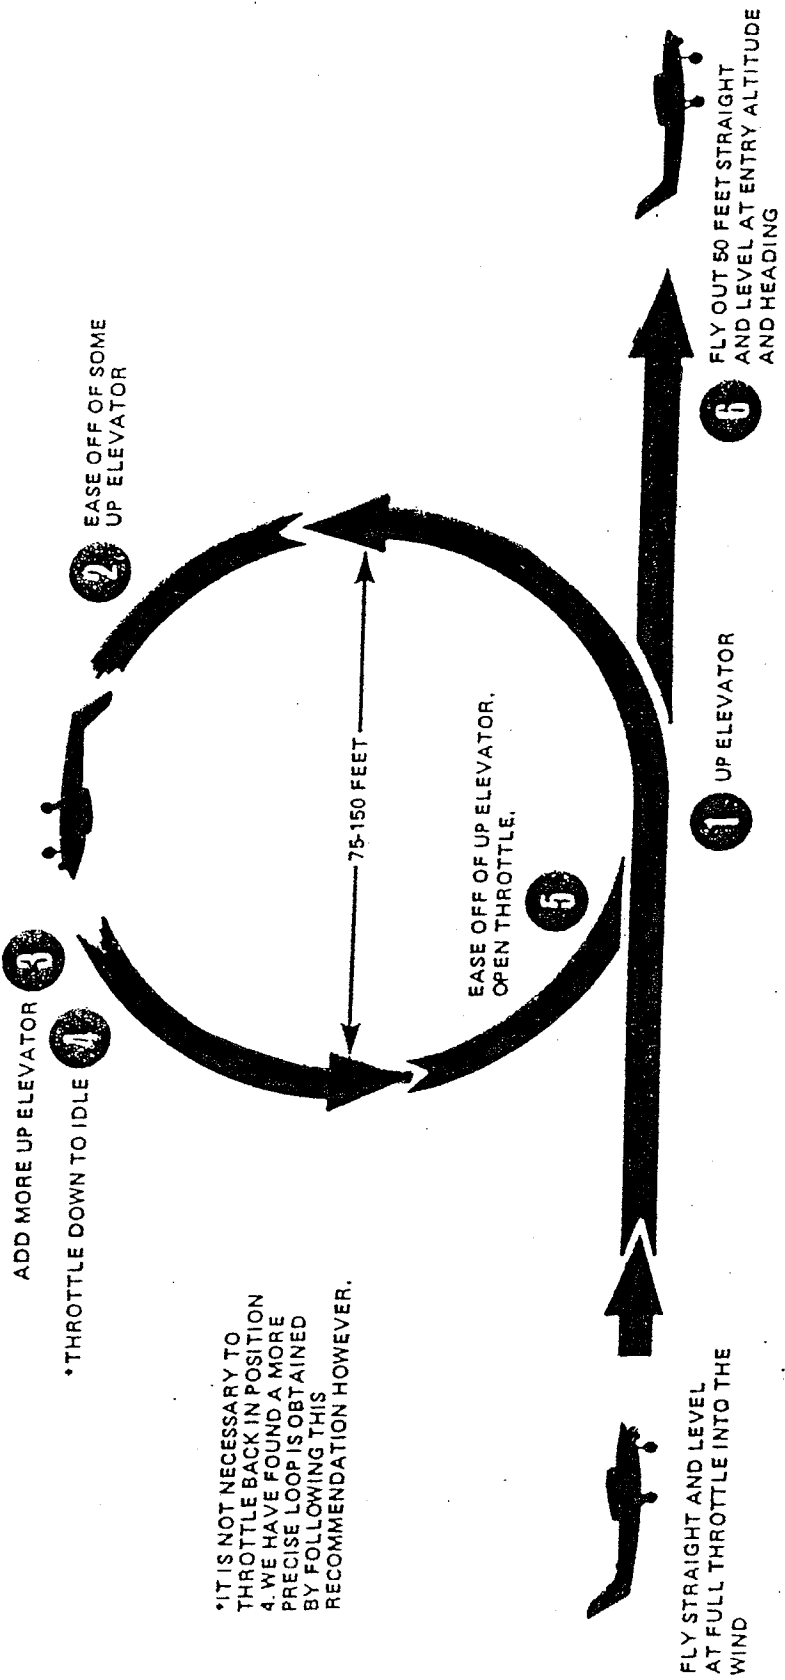 ADD MORE UP ELEVATOR 3
*THROTTLE DOWN TO IDLE 4
2 EASE OFF OF SOME
UP ELEVATOR
*IT IS NOT NECESSARY TO
THROTTLE BACK IN POSITION
4. WE HAVE FOUND A MORE
PRECISE LOOP IS OBTAINED
BY FOLLOWING THIS
RECOMMENDATION HOWEVER.
75-150 FEET
EASE OFF OF UP ELEVATOR.
OPEN THROTTLE.
5
FLY STRAIGHT AND LEVEL
AT FULL THROTTLE INTO THE
WIND
1 UP ELEVATOR
6 FLY OUT 50 FEET STRAIGHT
AND LEVEL AT ENTRY ALTITUDE
AND HEADING